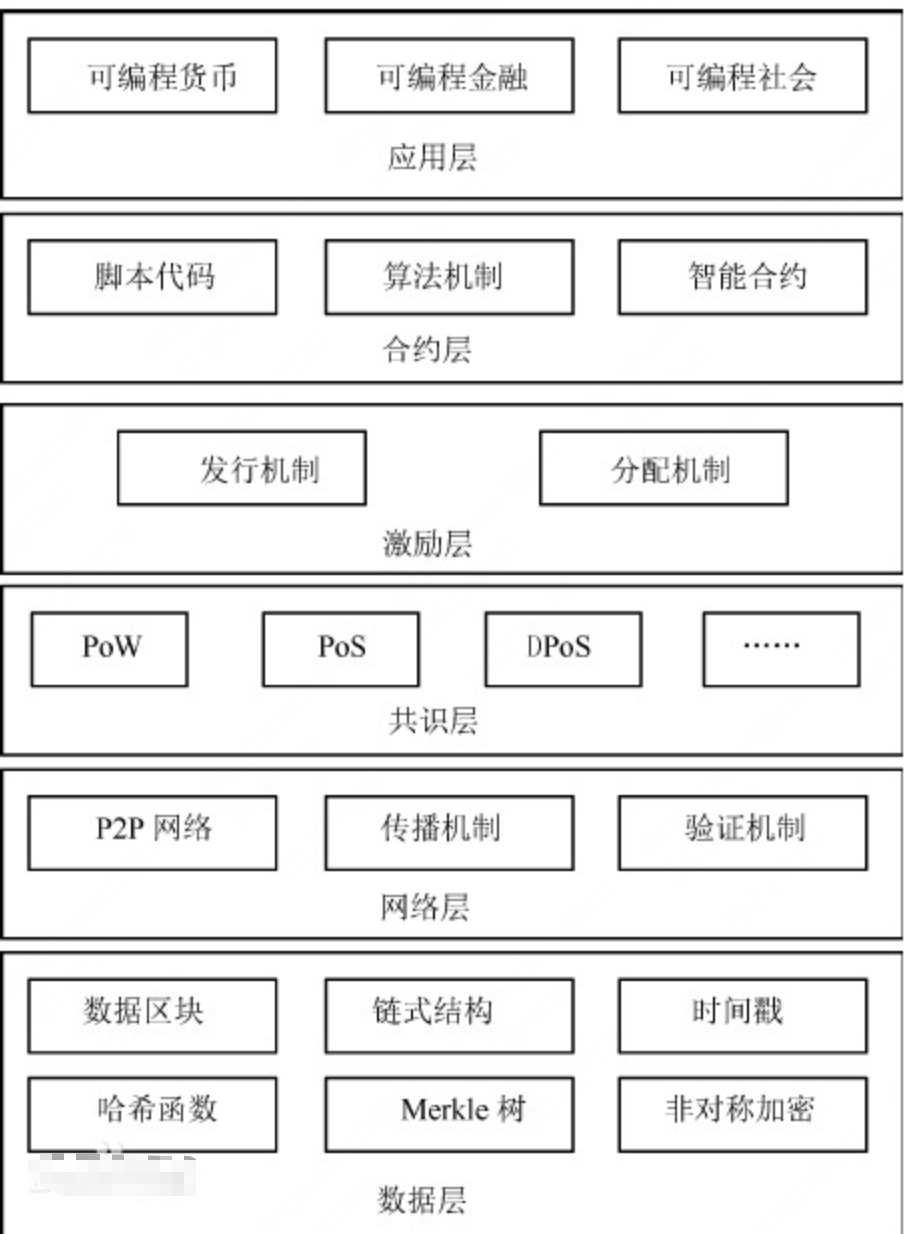 可编程货币 可编程金融 可编程社会
应用层
脚本代码 算法机制 智能合约
合约层
发行机制 分配机制
激励层
PoW PoS DPoS ……
共识层
P2P 网络 传播机制 验证机制
网络层
数据区块 链式结构 时间戳
哈希函数 Merkle 树 非对称加密
数据层